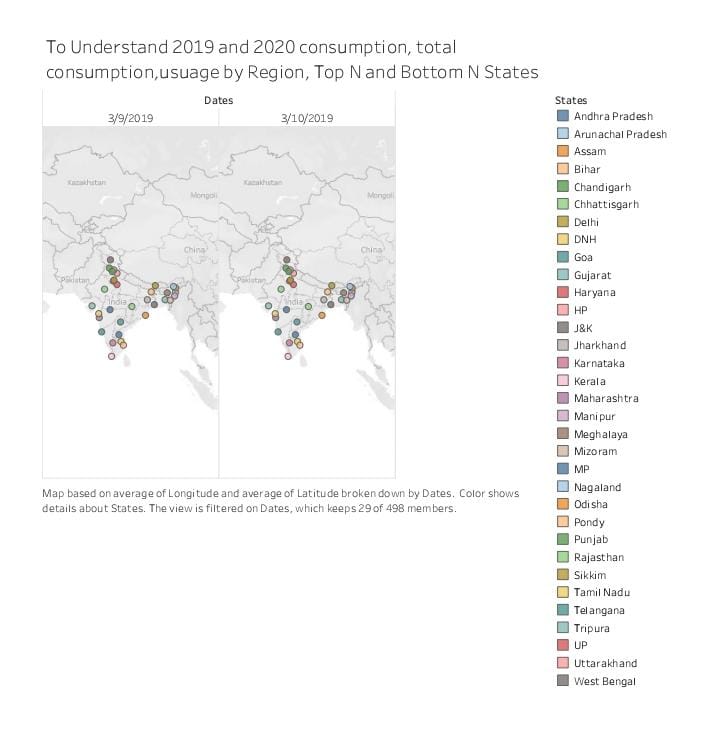 To Understand 2019 and 2020 consumption, total
consumption,usuage by Region, Top N and Bottom N States
Dates
3/9/2019
3/10/2019
Kazakhstan
Mongoli
China
Pakistan
India
Kazakhstan
Mongoli
China
Pakistan
India
Map based on average of Longitude and average of Latitude broken down by Dates. Color shows
details about States. The view is filtered on Dates, which keeps 29 of 498 members.
States
Andhra Pradesh
Arunachal Pradesh
Assam
Bihar
Chandigarh
Chhattisgarh
Delhi
DNH
Goa
Gujarat
Haryana
HP
J&K
Jharkhand
Karnataka
Kerala
Maharashtra
Manipur
Meghalaya
Mizoram
MP
Nagaland
Odisha
Pondy
Punjab
Rajasthan
Sikkim
Tamil Nadu
Telangana
Tripura
UP
Uttarakhand
West Bengal